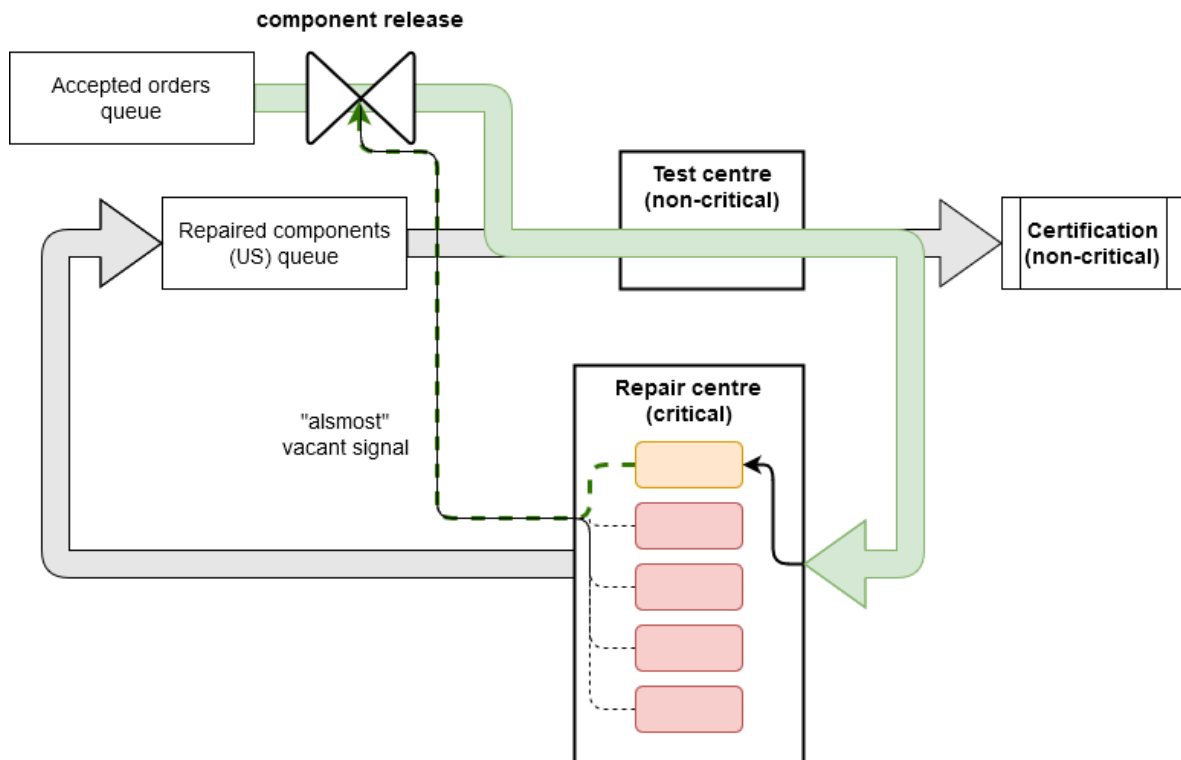 component release
Accepted orders
queue
Test centre
(non-critical)
Repaired components
(US) queue
Certification
(non-critical)
Repair centre
(critical)
"alsmost"
vacant signal